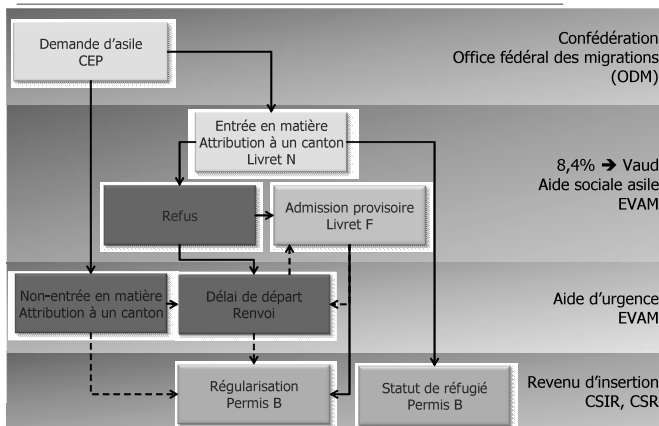 Demande d'asile
CEP
Confédération
Office fédéral des migrations
(ODM)
Entrée en matière
Attribution à un canton
Livret N
8,4% ➔ Vaud
Aide sociale asile
EVAM
Refus
Admission provisoire
Livret F
Non-entrée en matière
Attribution à un canton
Délai de départ
Renvoi
Aide d'urgence
EVAM
Régularisation
Permis B
Statut de réfugié
Permis B
Revenu d'insertion
CSIR, CSR